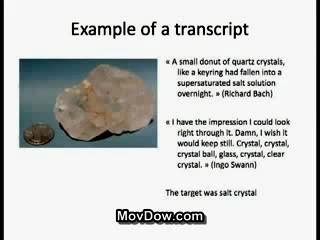 Example of a transcript
« A small donut of quartz crystals,
like a keyring had fallen into a
supersaturated salt solution
overnight. » (Richard Bach)
« I have the impression I could look
right through it. Damn, I wish it
would keep still. Crystal, crystal,
crystal ball, glass, crystal, clear
crystal. » (Ingo Swann)
The target was salt crystal
MovDow.com